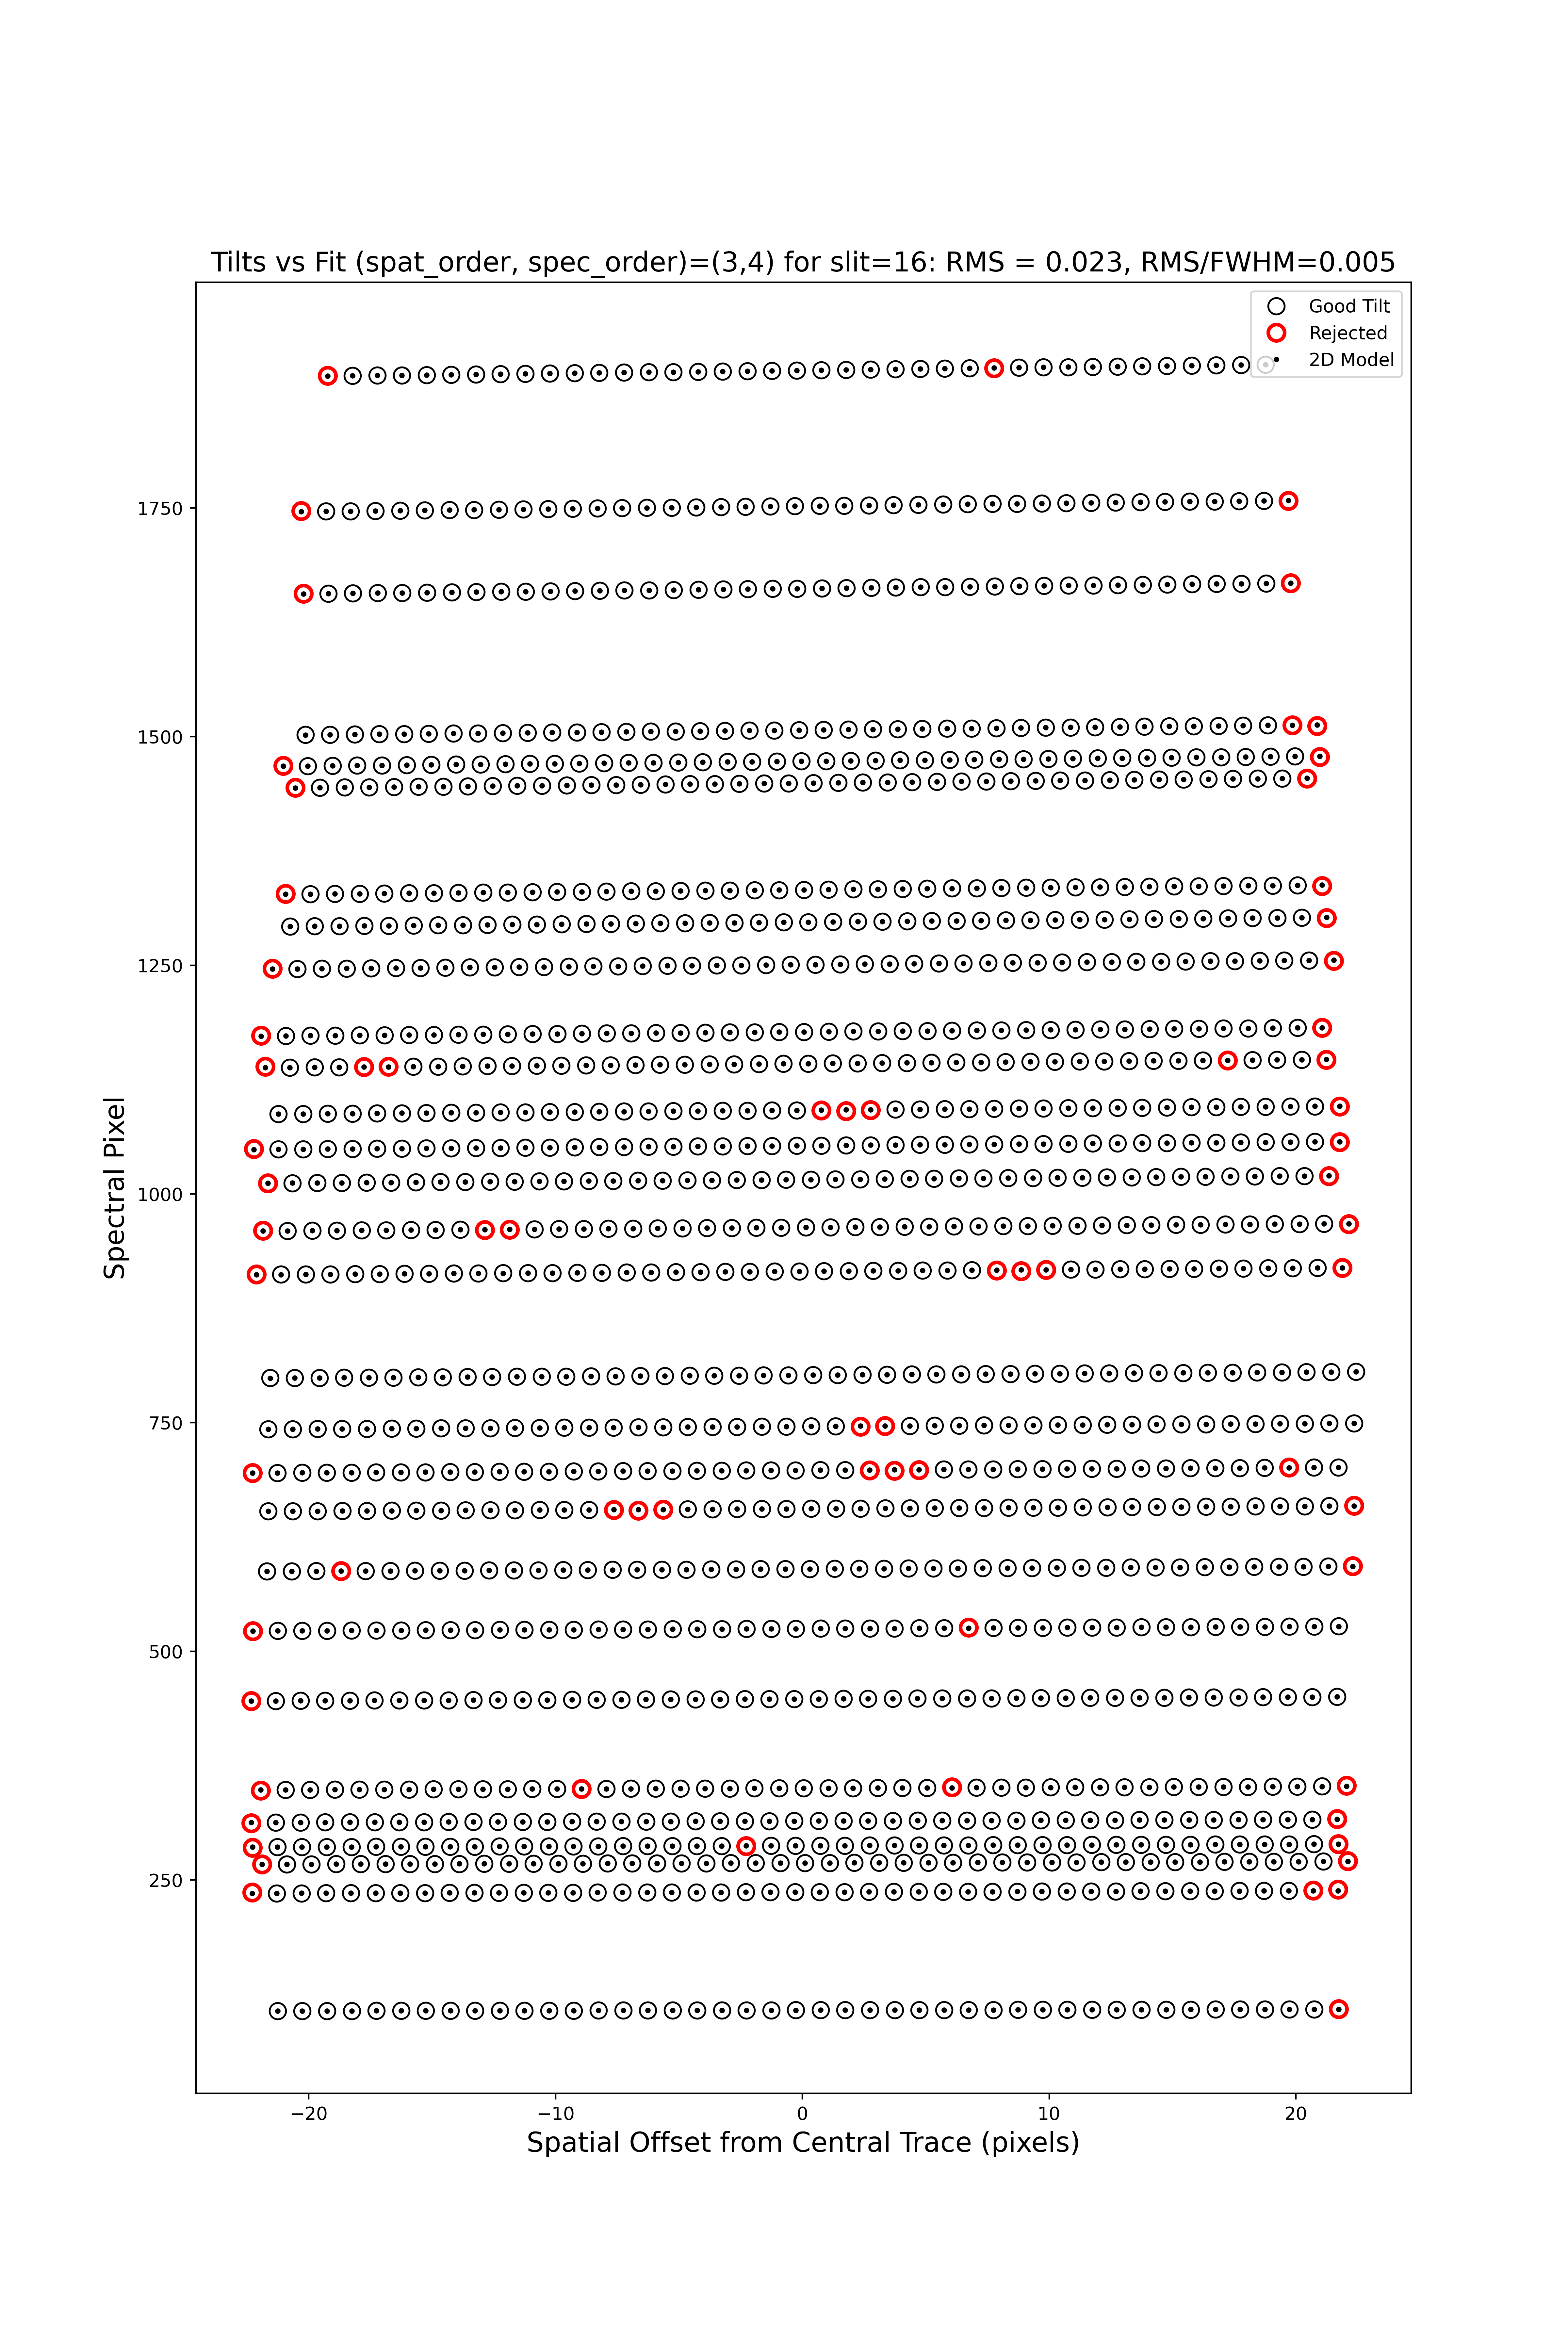 Tilts vs Fit (spat_order, spec_order)=(3,4) for slit=16: RMS = 0.023, RMS/FWHM=0.005
Good Tilt
Rejected
2D Model
1750
1500
1250
1000
750
500
250
Spectral Pixel
−20
−10
0
10
20
Spatial Offset from Central Trace (pixels)